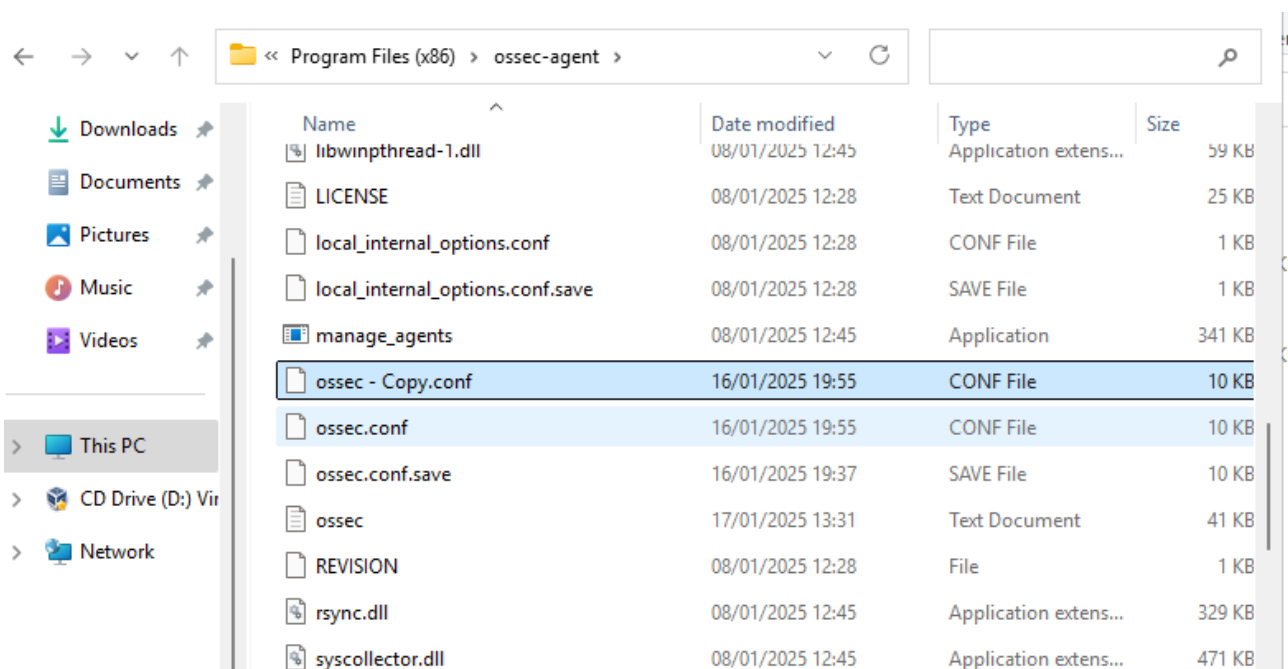 « Program Files (x86) > ossec-agent >
Downloads
Documents
Pictures
Music
Videos
This PC
CD Drive (D:) Vir
Network
Name Date modified Type Size
libwinpthread-1.dll 08/01/2025 12:45 Application extens... 59 KB
LICENSE 08/01/2025 12:28 Text Document 25 KB
local_internal_options.conf 08/01/2025 12:28 CONF File 1 KB
local_internal_options.conf.save 08/01/2025 12:28 SAVE File 1 KB
manage_agents 08/01/2025 12:45 Application 341 KB
ossec - Copy.conf 16/01/2025 19:55 CONF File 10 KB
ossec.conf 16/01/2025 19:55 CONF File 10 KB
ossec.conf.save 16/01/2025 19:37 SAVE File 10 KB
ossec 17/01/2025 13:31 Text Document 41 KB
REVISION 08/01/2025 12:28 File 1 KB
rsync.dll 08/01/2025 12:45 Application extens... 329 KB
syscollector.dll 08/01/2025 12:45 Application extens... 471 KB